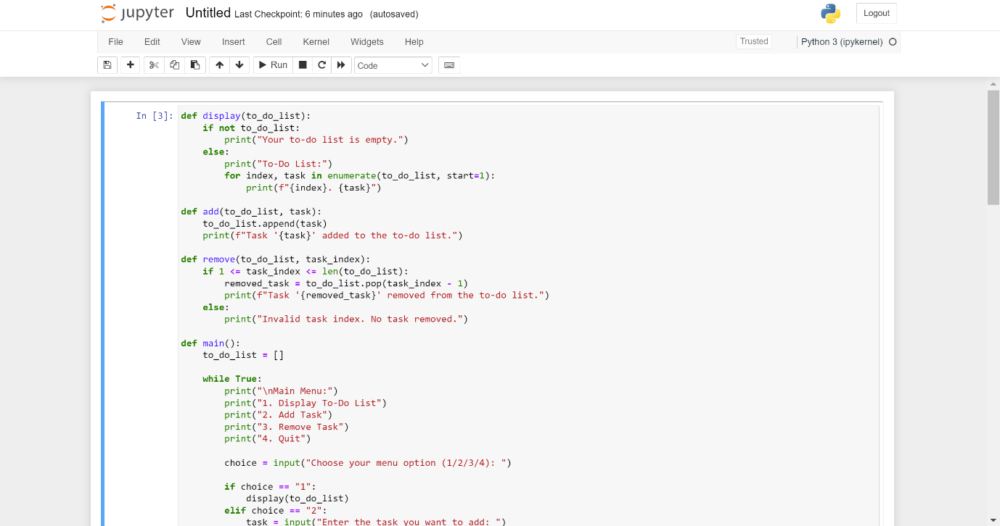 jupyter Untitled Last Checkpoint: 6 minutes ago (autosaved) Logout
File Edit View Insert Cell Kernel Widgets Help Trusted Python 3 (ipykernel)
Run Code
In [3]: def display(to_do_list):
    if not to_do_list:
        print("Your to-do list is empty.")
    else:
        print("To-Do List:")
        for index, task in enumerate(to_do_list, start=1):
            print(f"{index}. {task}")
def add(to_do_list, task):
    to_do_list.append(task)
    print(f"Task '{task}' added to the to-do list.")
def remove(to_do_list, task_index):
    if 1 <= task_index <= len(to_do_list):
        removed_task = to_do_list.pop(task_index - 1)
        print(f"Task '{removed_task}' removed from the to-do list.")
    else:
        print("Invalid task index. No task removed.")
def main():
    to_do_list = []
    while True:
        print("\nMain Menu:")
        print("1. Display To-Do List")
        print("2. Add Task")
        print("3. Remove Task")
        print("4. Quit")
        choice = input("Choose your menu option (1/2/3/4): ")
        if choice == "1":
            display(to_do_list)
        elif choice == "2":
            task = input("Enter the task you want to add: ")